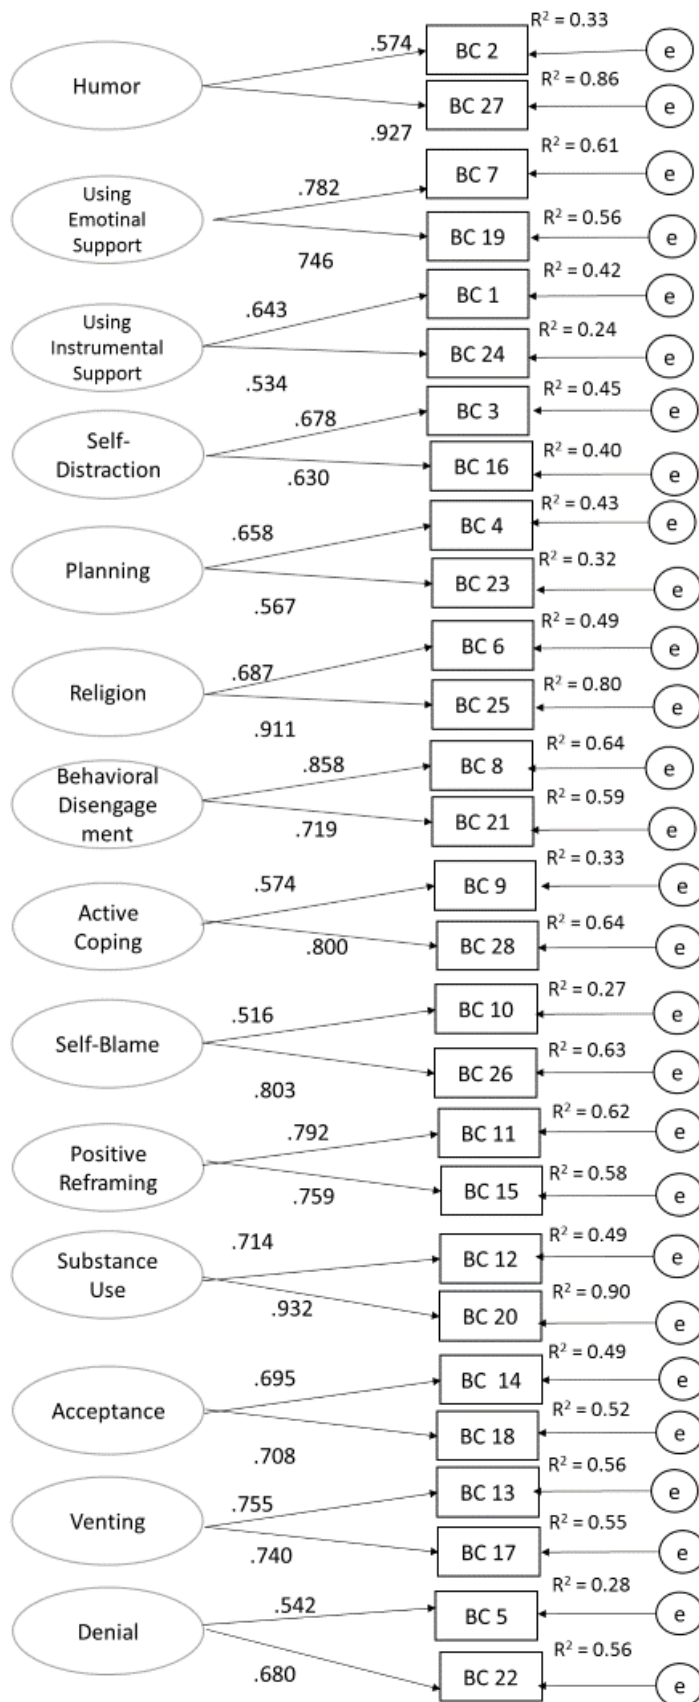 Humor
.574
.927
BC 2
R² = 0.33
e
BC 27
R² = 0.86
e
Using
Emotinal
Support
.782
746
BC 7
R² = 0.61
e
BC 19
R² = 0.56
e
Using
Instrumental
Support
.643
.534
BC 1
R² = 0.42
e
BC 24
R² = 0.24
e
Self-
Distraction
.678
.630
BC 3
R² = 0.45
e
BC 16
R² = 0.40
e
Planning
.658
.567
BC 4
R² = 0.43
e
BC 23
R² = 0.32
e
Religion
.687
.911
BC 6
R² = 0.49
e
BC 25
R² = 0.80
e
Behavioral
Disengage
ment
.858
.719
BC 8
R² = 0.64
e
BC 21
R² = 0.59
e
Active
Coping
.574
.800
BC 9
R² = 0.33
e
BC 28
R² = 0.64
e
Self-Blame
.516
.803
BC 10
R² = 0.27
e
BC 26
R² = 0.63
e
Positive
Reframing
.792
.759
BC 11
R² = 0.62
e
BC 15
R² = 0.58
e
Substance
Use
.714
.932
BC 12
R² = 0.49
e
BC 20
R² = 0.90
e
Acceptance
.695
.708
BC 14
R² = 0.49
e
BC 18
R² = 0.52
e
Venting
.755
.740
BC 13
R² = 0.56
e
BC 17
R² = 0.55
e
Denial
.542
.680
BC 5
R² = 0.28
e
BC 22
R² = 0.56
e